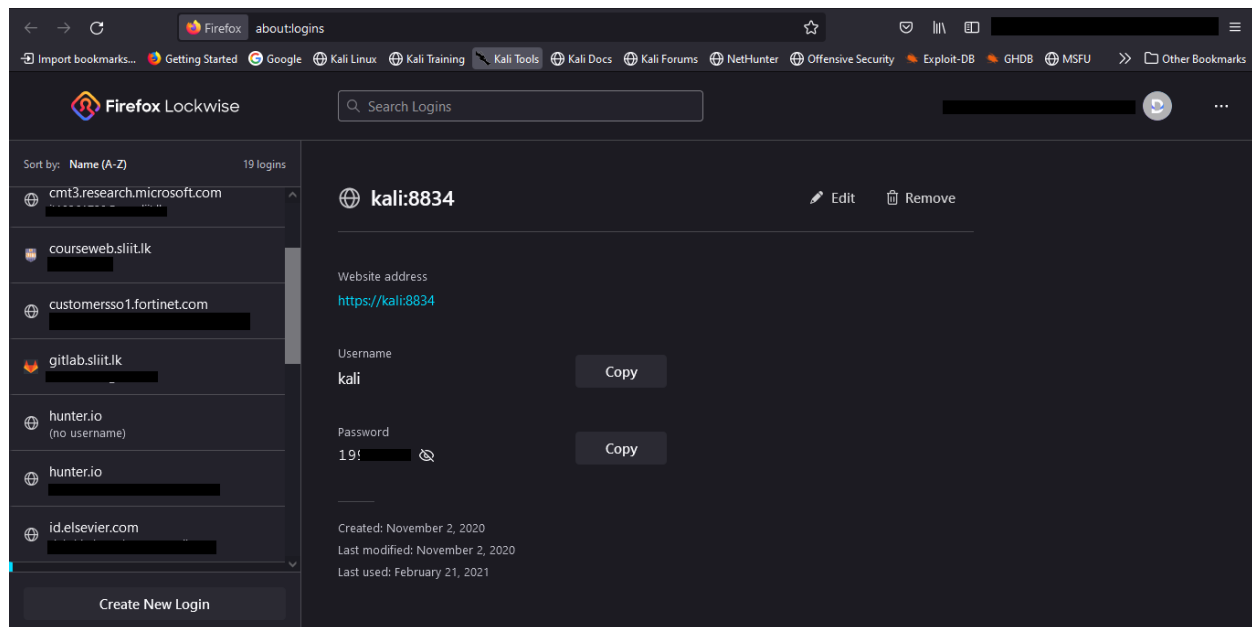 Firefox about:logins
Import bookmarks... Getting Started Google Kali Linux Kali Training Kali Tools Kali Docs Kali Forums NetHunter Offensive Security Exploit-DB GHDB MSFU Other Bookmarks
Firefox Lockwise
Search Logins
Sort by: Name (A-Z) 19 logins
cmt3.research.microsoft.com
courseweb.sliit.lk
customersso1.fortinet.com
gitlab.sliit.lk
hunter.io
(no username)
hunter.io
id.elsevier.com
Create New Login
kali:8834
Edit Remove
Website address
https://kali:8834
Username
kali
Copy
Password
Copy
Created: November 2, 2020
Last modified: November 2, 2020
Last used: February 21, 2021